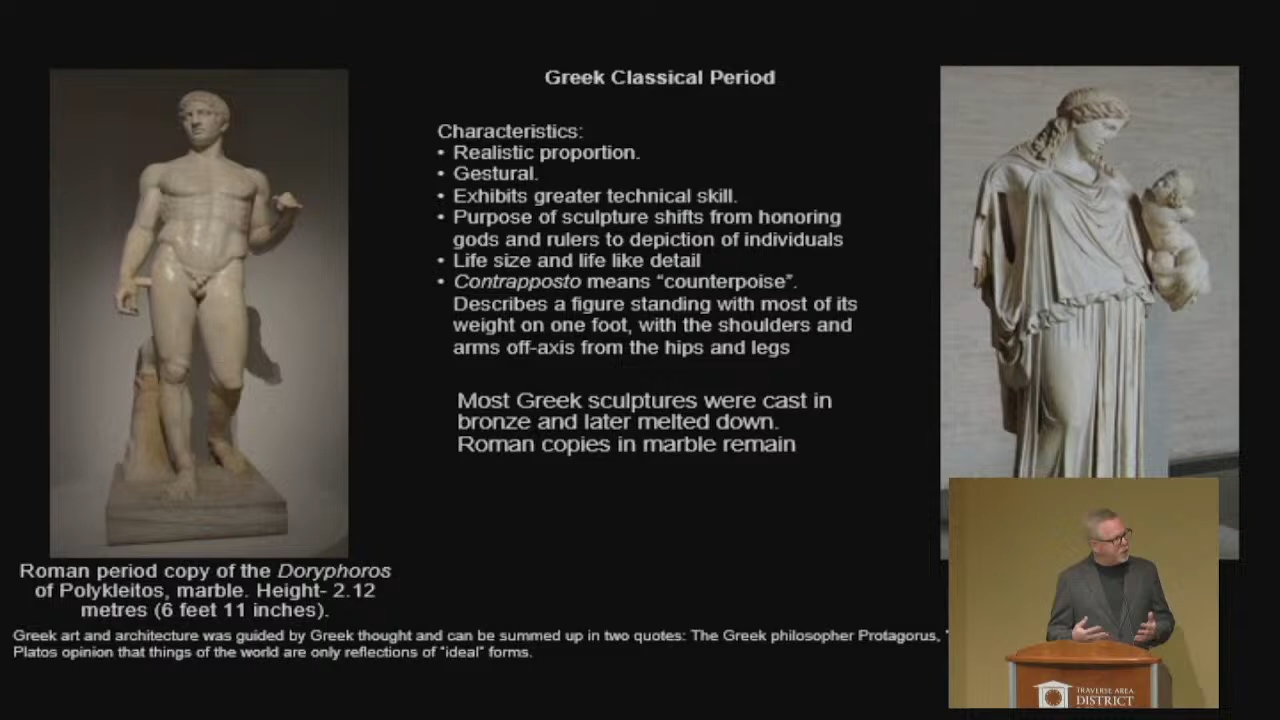 Greek Classical Period
Characteristics:
• Realistic proportion.
• Gestural.
• Exhibits greater technical skill.
• Purpose of sculpture shifts from honoring
gods and rulers to depiction of individuals
• Life size and life like detail
• Contrapposto means “counterpoise”.
Describes a figure standing with most of its
weight on one foot, with the shoulders and
arms off-axis from the hips and legs
Most Greek sculptures were cast in
bronze and later melted down.
Roman copies in marble remain
Roman period copy of the Doryphoros
of Polykleitos, marble. Height- 2.12
metres (6 feet 11 inches).
Greek art and architecture was guided by Greek thought and can be summed up in two quotes: The Greek philosopher Protagorus, "
Platos opinion that things of the world are only reflections of “ideal” forms.
TRAVERSE AREA
DISTRICT